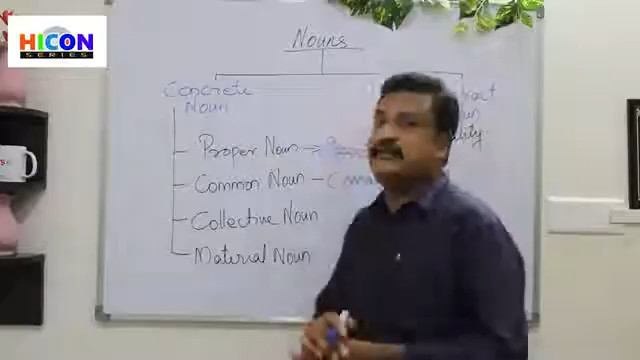 HICON
SERIES
Nouns
Concrete
Noun
Proper Noun →
Common Noun –
Collective Noun
Material Noun